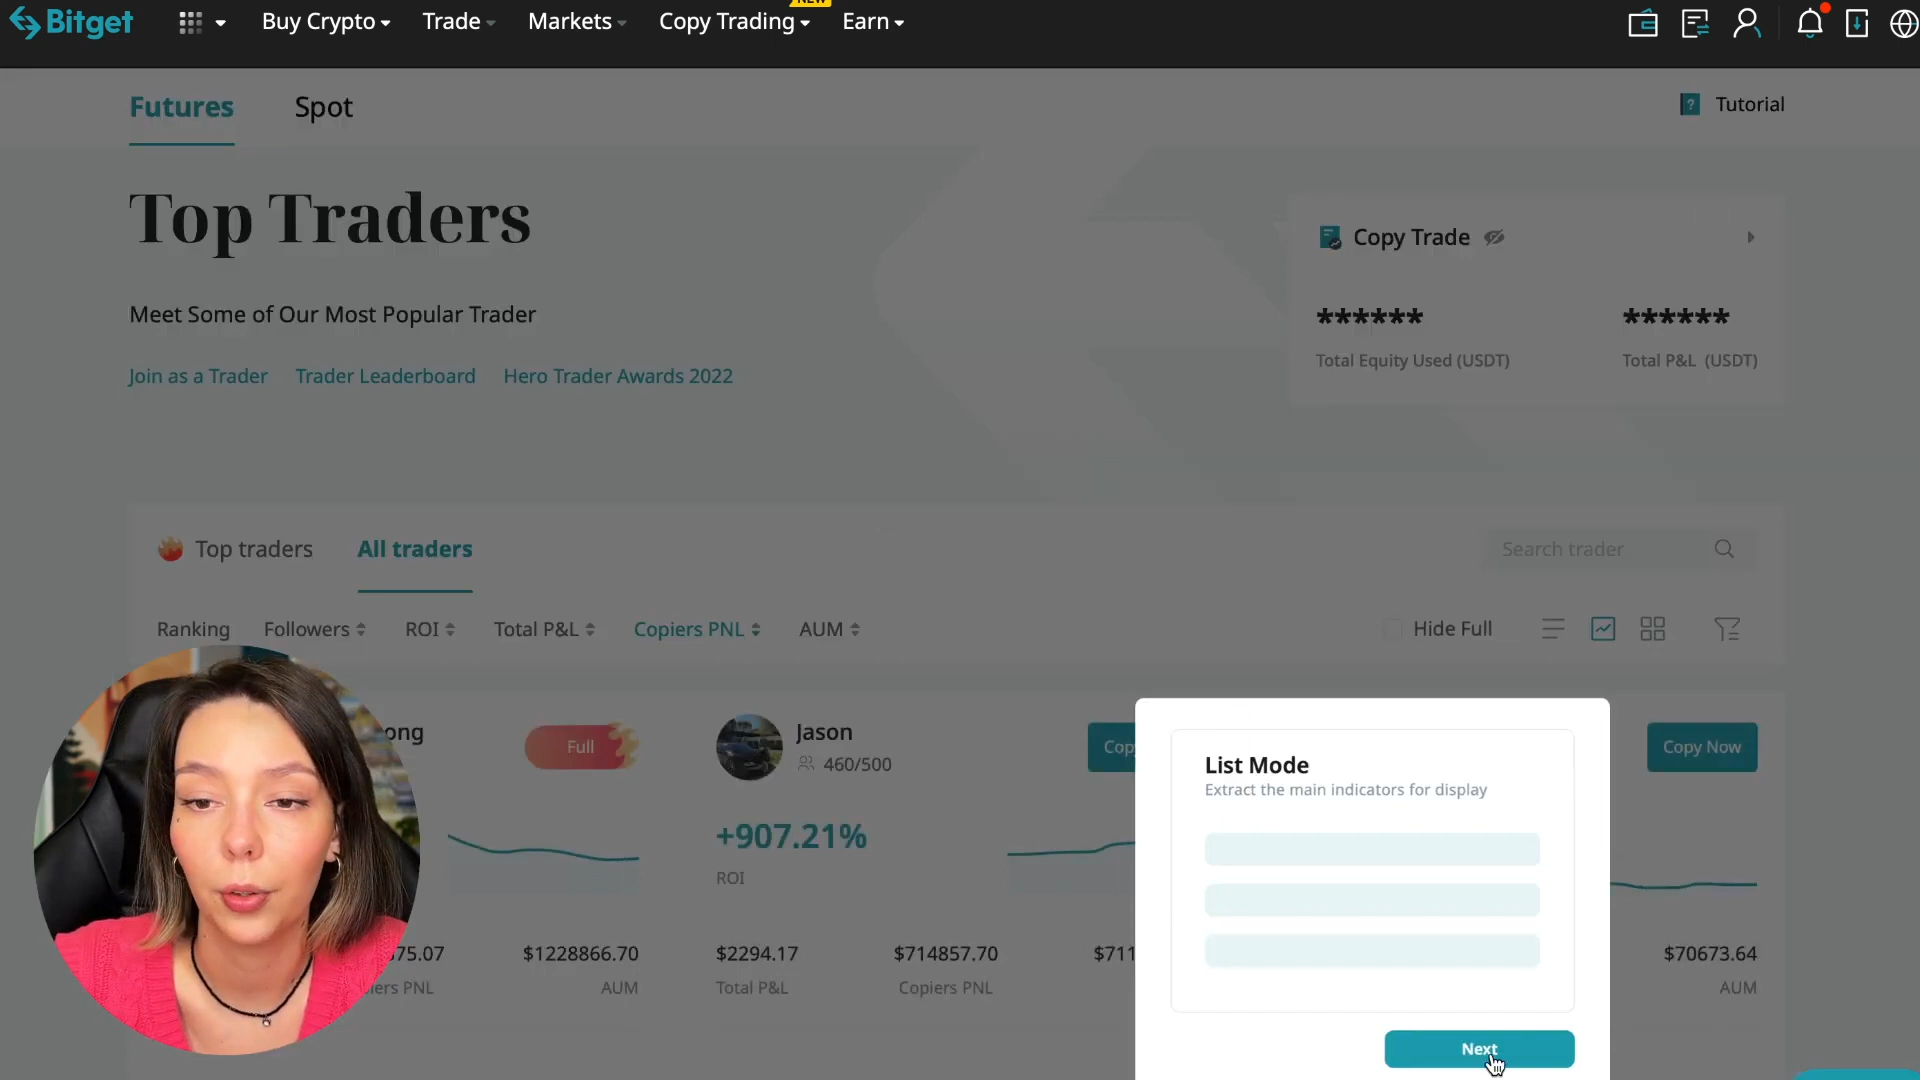 Bitget
Buy Crypto
Trade
Markets
Copy Trading
NEW
Earn
Futures
Spot
Tutorial
Top Traders
Meet Some of Our Most Popular Trader
Join as a Trader
Trader Leaderboard
Hero Trader Awards 2022
Copy Trade
******
******
Total Equity Used (USDT)
Total P&L (USDT)
Top traders
All traders
Search trader
Ranking
Followers
ROI
Total P&L
Copiers PNL
AUM
Hide Full
ong
Full
Jason
460/500
Cop
Copy Now
+907.21%
ROI
75.07
$1228866.70
AUM
$2294.17
Total P&L
$714857.70
Copiers PNL
$711
$70673.64
AUM
List Mode
Extract the main indicators for display
Next